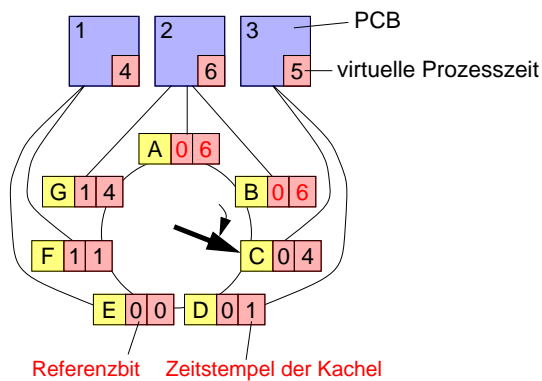 1 2 3 PCB
4 6 5 virtuelle Prozesszeit
A 0 6
G 1 4 B 0 6
F 1 1 C 0 4
E 0 0 D 0 1
Referenzbit Zeitstempel der Kachel